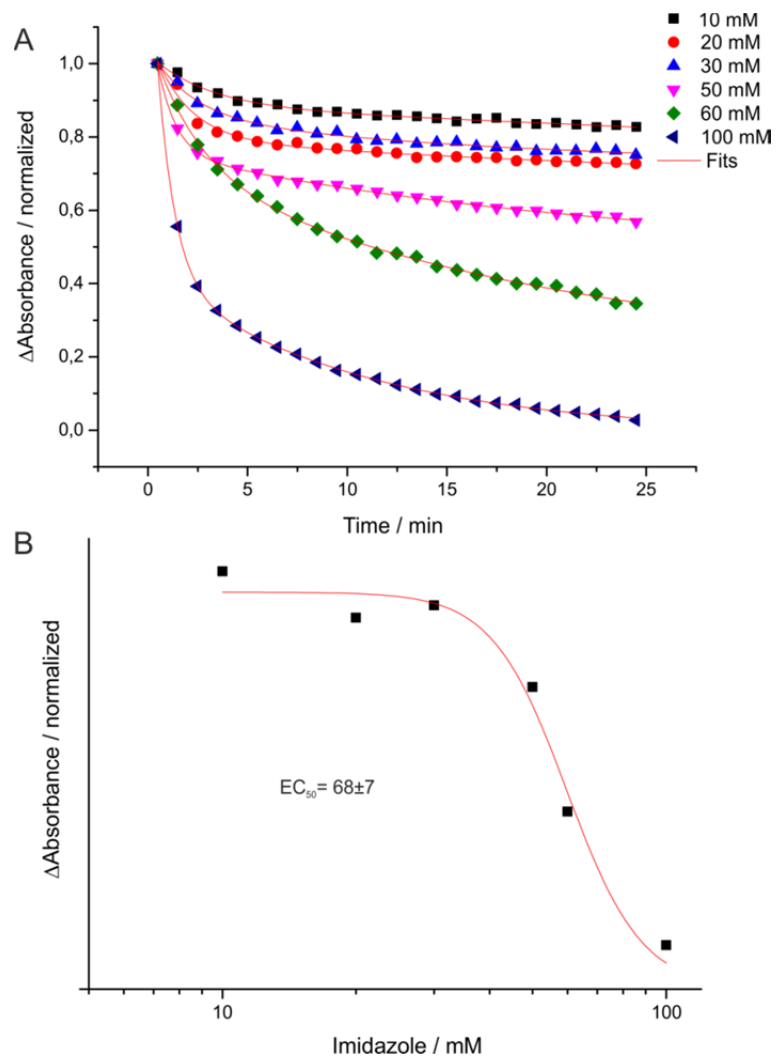 A
10 mM
20 mM
30 mM
50 mM
60 mM
100 mM
Fits
ΔAbsorbance / normalized
1,0
0,8
0,6
0,4
0,2
0,0
0
5
10
15
20
25
Time / min
B
ΔAbsorbance / normalized
EC₅₀= 68±7
10
100
Imidazole / mM